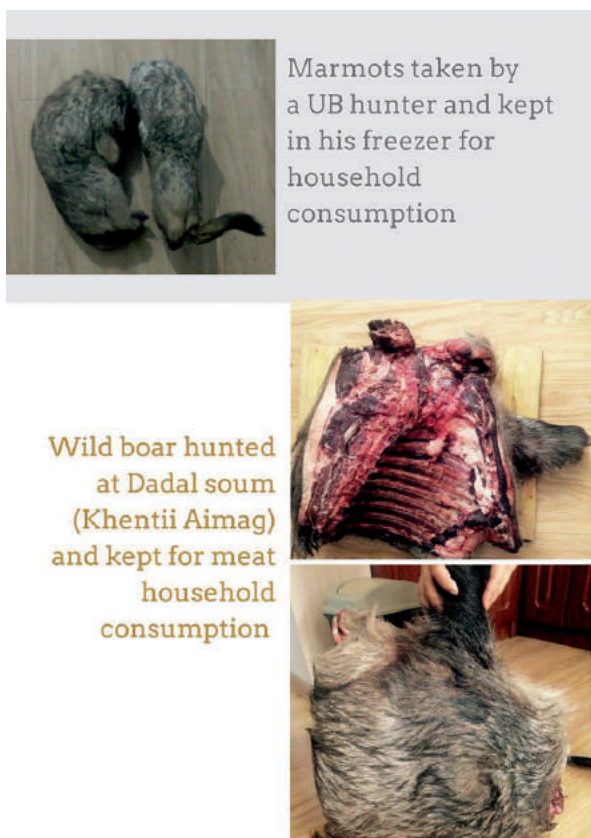 Marmots taken by
a UB hunter and kept
in his freezer for
household
consumption
Wild boar hunted
at Dadal soum
(Khentii Aimag)
and kept for meat
household
consumption